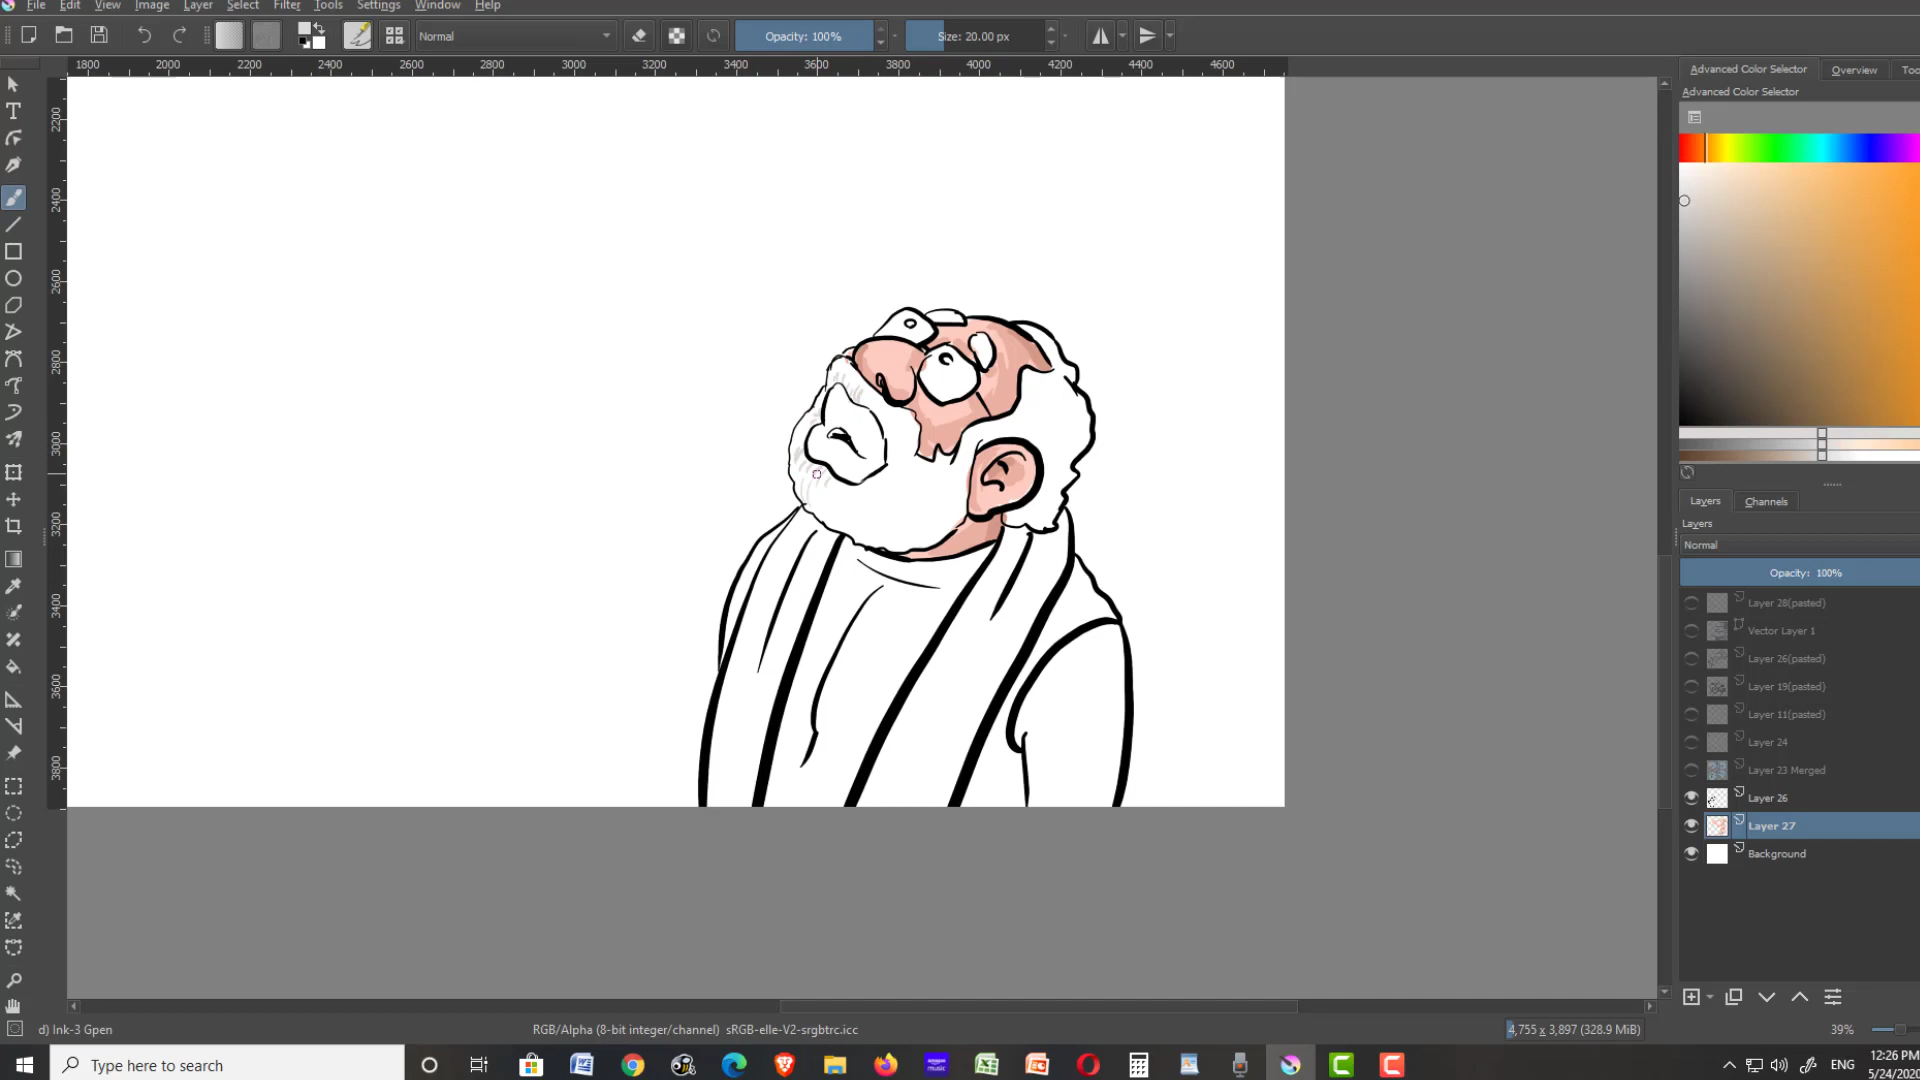 File Edit View Image Layer Select Filter Tools Settings Window Help
Normal Opacity: 100% Size: 20.00 px
1800 2000 2200 2400 2600 2800 3000 3200 3400 3600 3800 4000 4200 4400 4600
2200
2400
2600
2800
3000
3200
3400
3600
3800
Advanced Color Selector Overview Too
Advanced Color Selector
Layers Channels
Layers
Normal
Opacity: 100%
Layer 28(pasted)
Vector Layer 1
Layer 26(pasted)
Layer 19(pasted)
Layer 11(pasted)
Layer 24
Layer 23 Merged
Layer 26
Layer 27
Background
d) Ink-3 Gpen RGB/Alpha (8-bit integer/channel) sRGB-elle-V2-srgbtrc.icc 4,755 x 3,897 (328.9 MiB) 39%
Type here to search ENG 12:26 PM
5/24/2020